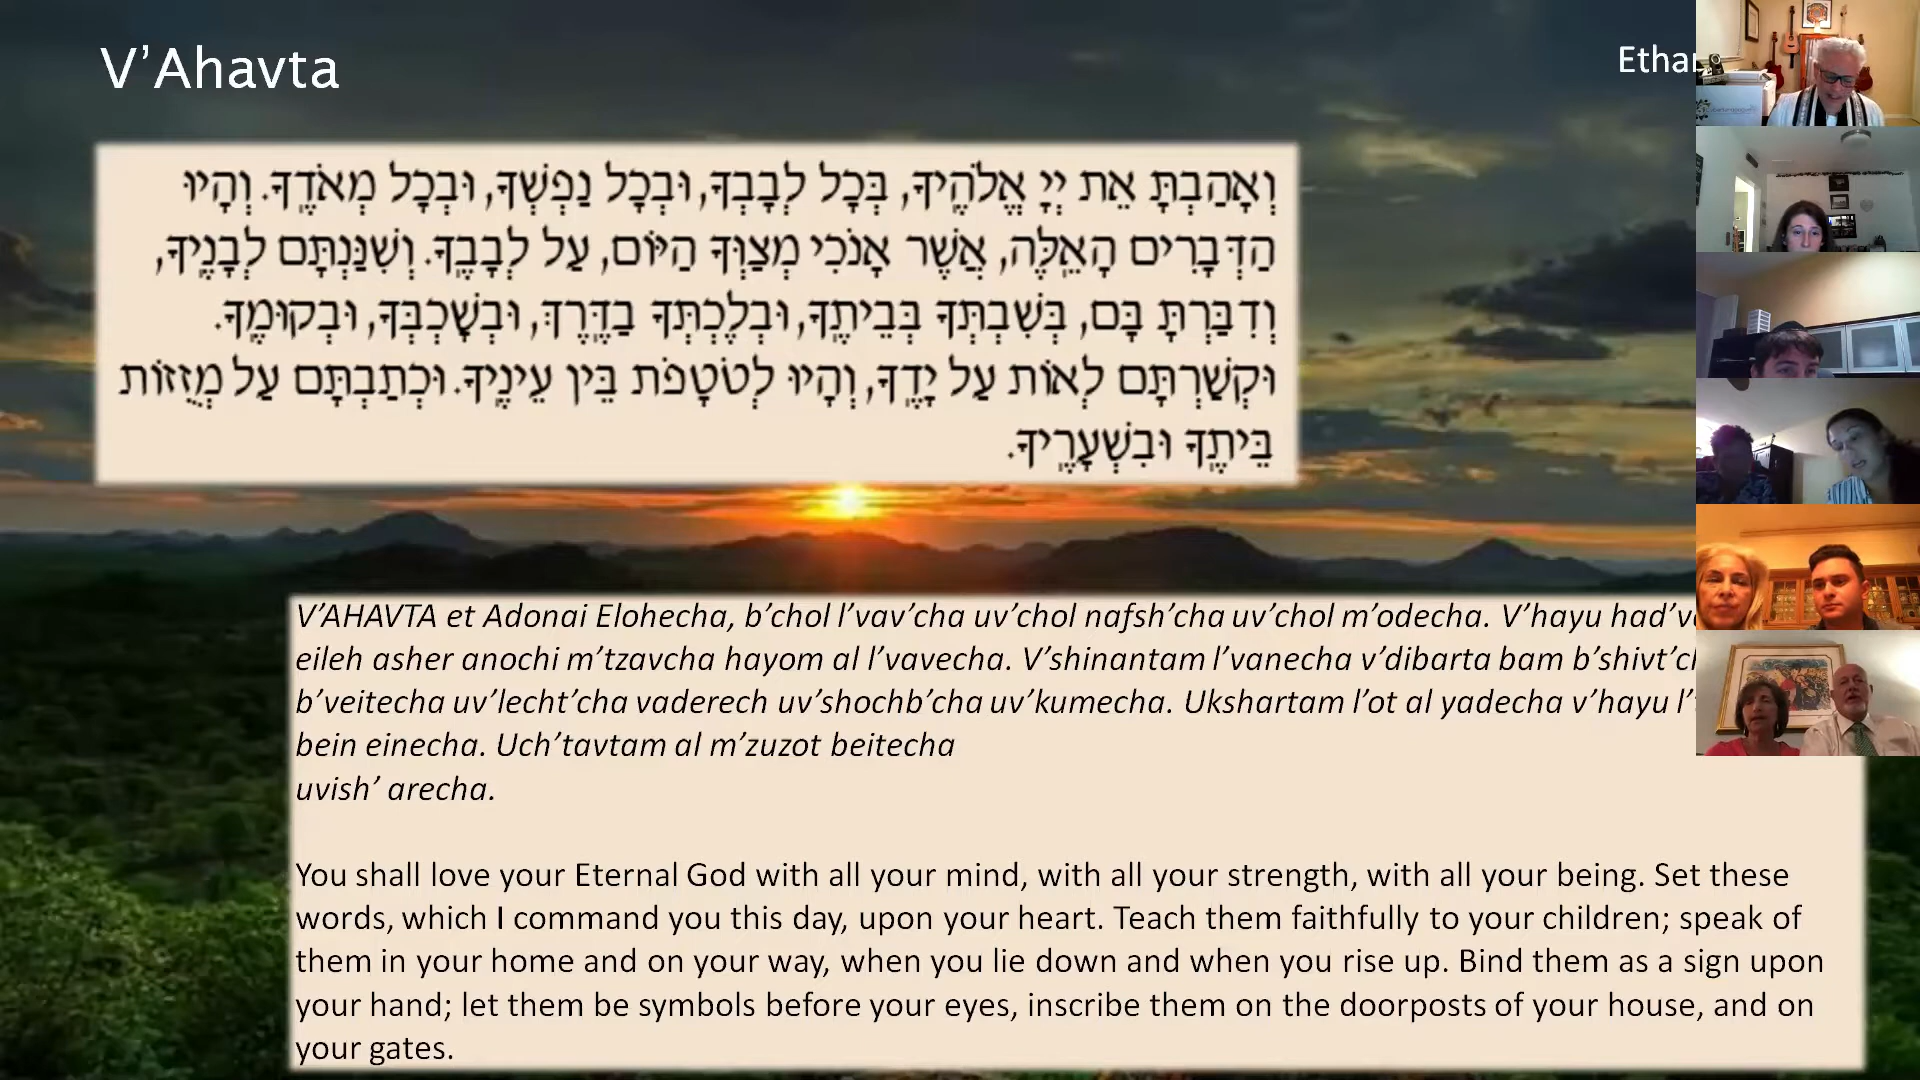 V’Ahavta
וְאָהַבְתָּ אֵת יְיָ אֱלֹהֶֽיךָ, בְּכָל לְבָבְךָ, וּבְכָל נַפְשְׁךָ, וּבְכָל מְאֹדֶֽךָ. וְהָיוּ
הַדְּבָרִים הָאֵֽלֶּה, אֲשֶׁר אָנֹכִי מְצַוְּךָ הַיּוֹם, עַל לְבָבֶֽךָ. וְשִׁנַּנְתָּם לְבָנֶֽיךָ,
וְדִבַּרְתָּ בָּם, בְּשִׁבְתְּךָ בְּבֵיתֶֽךָ, וּבְלֶכְתְּךָ בַדֶּֽרֶךְ, וּבְשָׁכְבְּךָ, וּבְקוּמֶֽךָ.
וּקְשַׁרְתָּם לְאוֹת עַל יָדֶֽךָ, וְהָיוּ לְטֹטָפֹת בֵּין עֵינֶֽיךָ. וּכְתַבְתָּם עַל מְזֻזוֹת
בֵּיתֶֽךָ וּבִשְׁעָרֶֽיךָ.
V’AHAVTA et Adonai Elohecha, b’chol l’vav’cha uv’chol nafsh’cha uv’chol m’odecha. V’hayu
eileh asher anochi m’tzavcha hayom al l’vavecha. V’shinantam l’vanecha v’dibarta bam
b’veitecha uv’lecht’cha vaderech uv’shochb’cha uv’kumecha. Ukshartam l’ot al yadecha v’hayu
bein einecha. Uch’tavtam al m’zuzot beitecha
uvish’ arecha.
You shall love your Eternal God with all your mind, with all your strength, with all your being. Set these
words, which I command you this day, upon your heart. Teach them faithfully to your children; speak of
them in your home and on your way, when you lie down and when you rise up. Bind them as a sign upon
your hand; let them be symbols before your eyes, inscribe them on the doorposts of your house, and on
your gates.